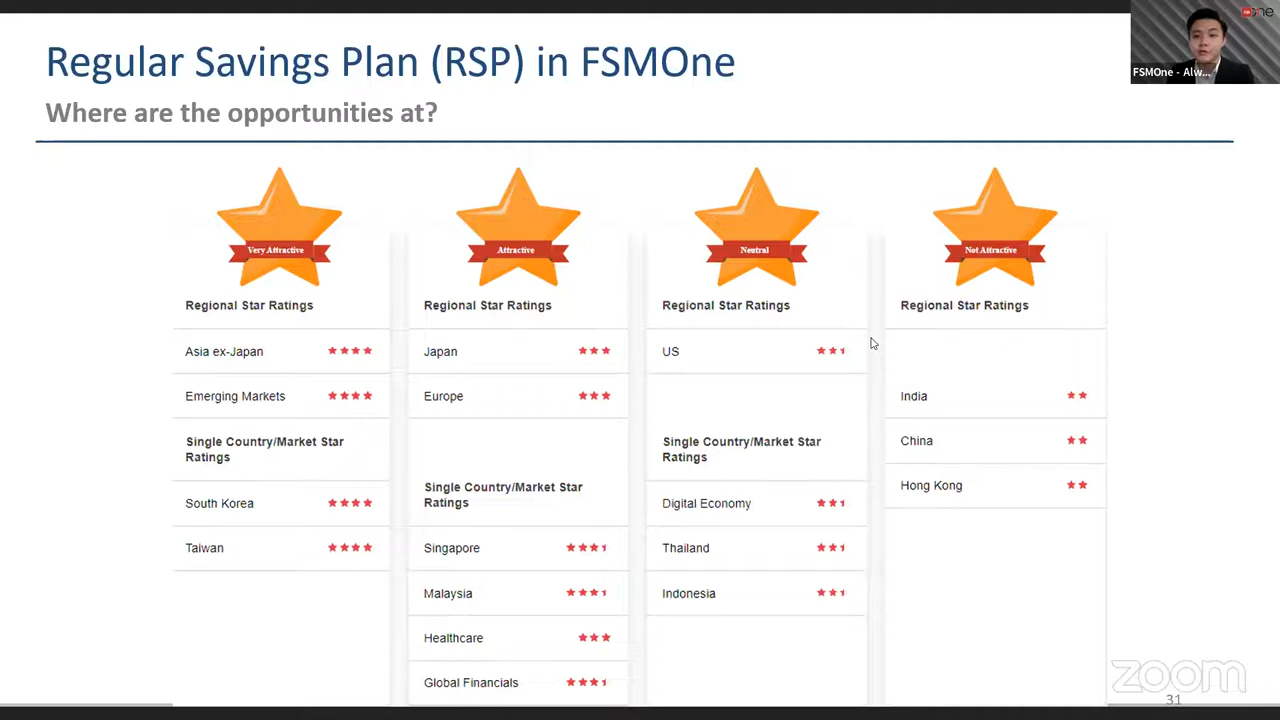 Regular Savings Plan (RSP) in FSMOne
Where are the opportunities at?
FSMOne - Alw...
Very Attractive
Regional Star Ratings
Asia ex-Japan
Emerging Markets
Single Country/Market Star
Ratings
South Korea
Taiwan
Attractive
Regional Star Ratings
Japan
Europe
Single Country/Market Star
Ratings
Singapore
Malaysia
Healthcare
Global Financials
Neutral
Regional Star Ratings
US
Single Country/Market Star
Ratings
Digital Economy
Thailand
Indonesia
Not Attractive
Regional Star Ratings
India
China
Hong Kong
zoom
31